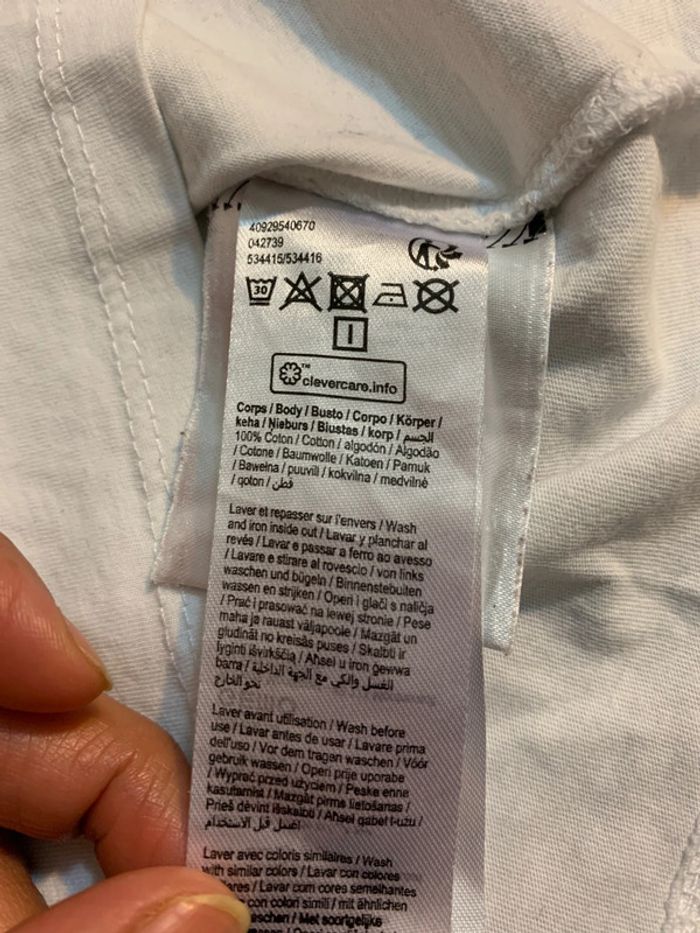 40929540670
042739
534415/534416
30
clevercare.info
Corps / Body / Busto / Corpo / Körper /
keha / Ņieburs / Biustas / korp / الجسم
100% Coton / Cotton / algodón / Algodão
/ Cotone / Baumwolle / Katoen / Pamuk
/ Bawełna / puuvill / kokvilna / medvilnė
/ qoton / قطن
Laver et repasser sur l'envers / Wash
and iron inside out / Lavar y planchar al
revés / Lavar e passar a ferro ao avesso
/ Lavare e stirare al rovescio / von links
waschen und bügeln / Binnenstebuiten
wassen en strijken / Operi i glači s naličja
/ Prać i prasować na lewej stronie / Pese
maha ja rauast väljapoole / Mazgāt un
gludināt no kreisās puses / Skalbti ir
lyginti išvirkščią / Aħsel u iron ġewwa
barra / الغسل والكي مع الجهة الداخلية
نحو الخارج
Laver avant utilisation / Wash before
use / Lavar antes de usar / Lavare prima
dell'uso / Vor dem tragen waschen / Vóór
gebruik wassen / Operi prije uporabe
/ Wyprać przed użyciem / Peske enne
kasutamist / Mazgāt pirms lietošanas /
Prieš dėvint išskalbti / Aħsel qabel l-użu /
اغسل قبل الاستخدام
Laver avec coloris similaires / Wash
with similar colors / Lavar con colores
/ Lavar com cores semelhantes
con colori simili / mit ähnlichen
/ Met soortgelijke